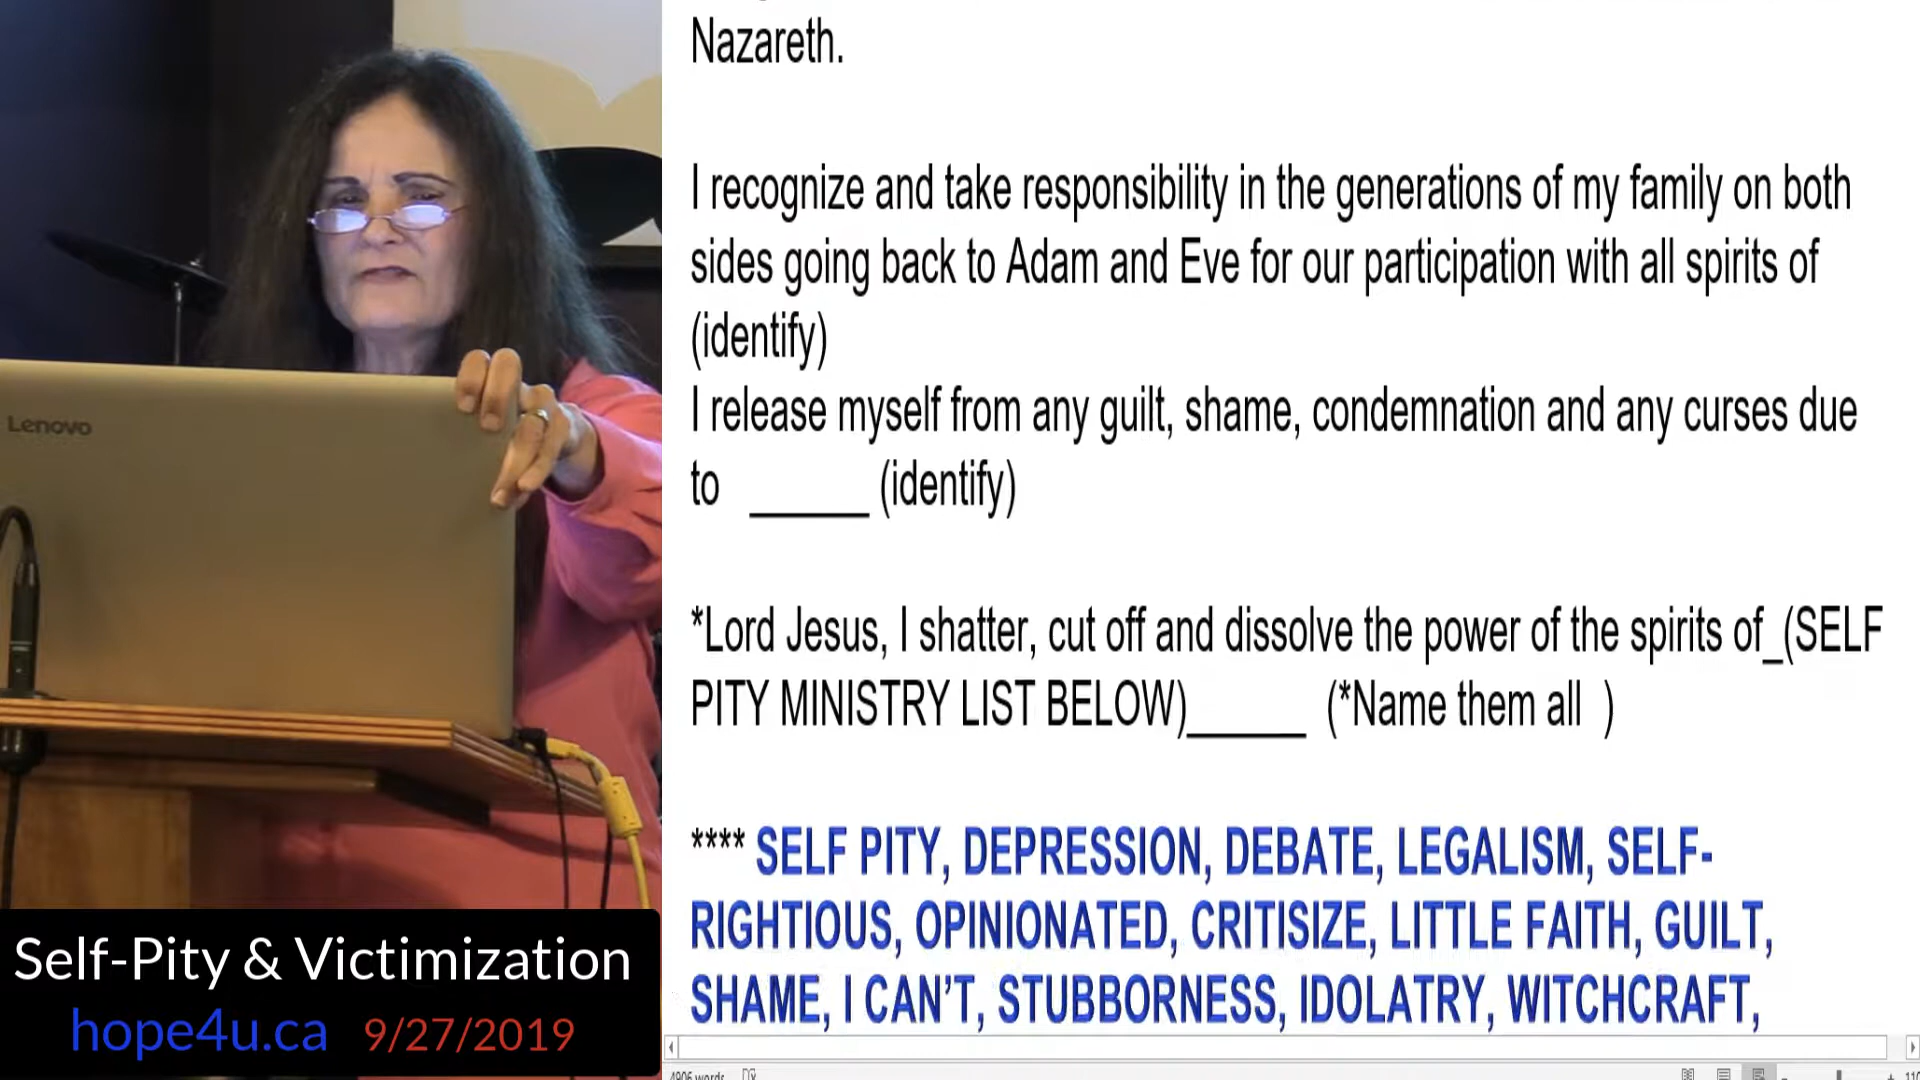 Nazareth.
I recognize and take responsibility in the generations of my family on both
sides going back to Adam and Eve for our participation with all spirits of
(identify)
I release myself from any guilt, shame, condemnation and any curses due
to ______ (identify)
*Lord Jesus, I shatter, cut off and dissolve the power of the spirits of_(SELF
PITY MINISTRY LIST BELOW)______ (*Name them all )
**** SELF PITY, DEPRESSION, DEBATE, LEGALISM, SELF-
RIGHTIOUS, OPINIONATED, CRITISIZE, LITTLE FAITH, GUILT,
SHAME, I CAN'T, STUBBORNESS, IDOLATRY, WITCHCRAFT,
Lenovo
Self-Pity & Victimization
hope4u.ca 9/27/2019
4906 words